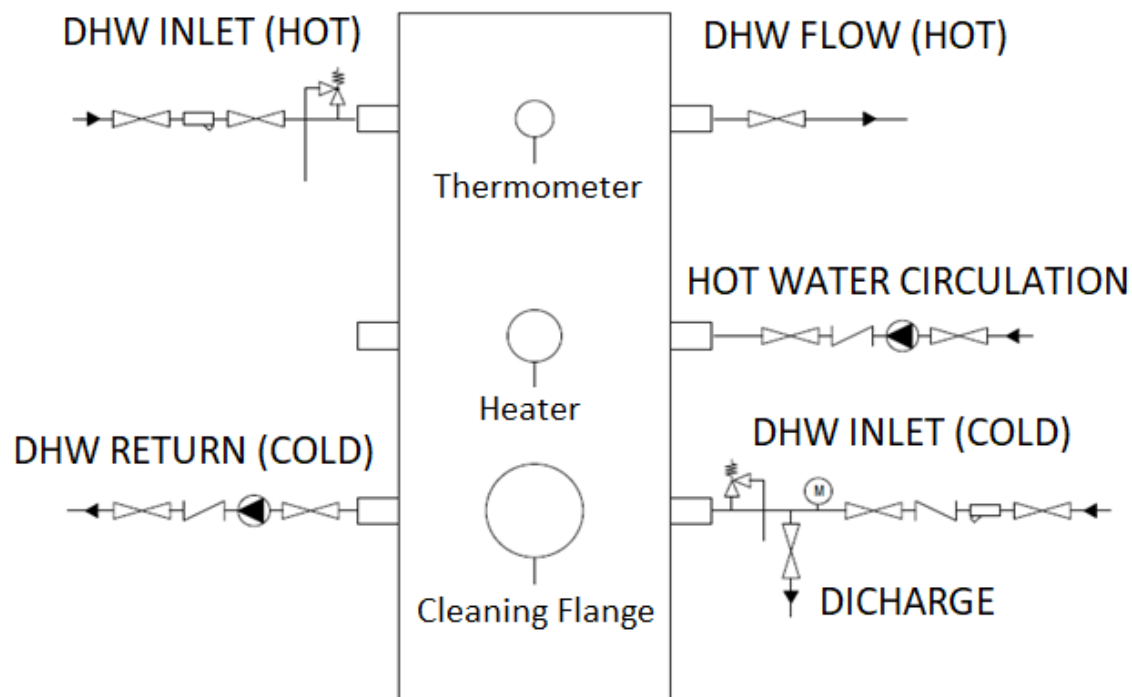 DHW INLET (HOT)
DHW FLOW (HOT)
Thermometer
HOT WATER CIRCULATION
Heater
DHW RETURN (COLD)
DHW INLET (COLD)
M
Cleaning Flange
DICHARGE